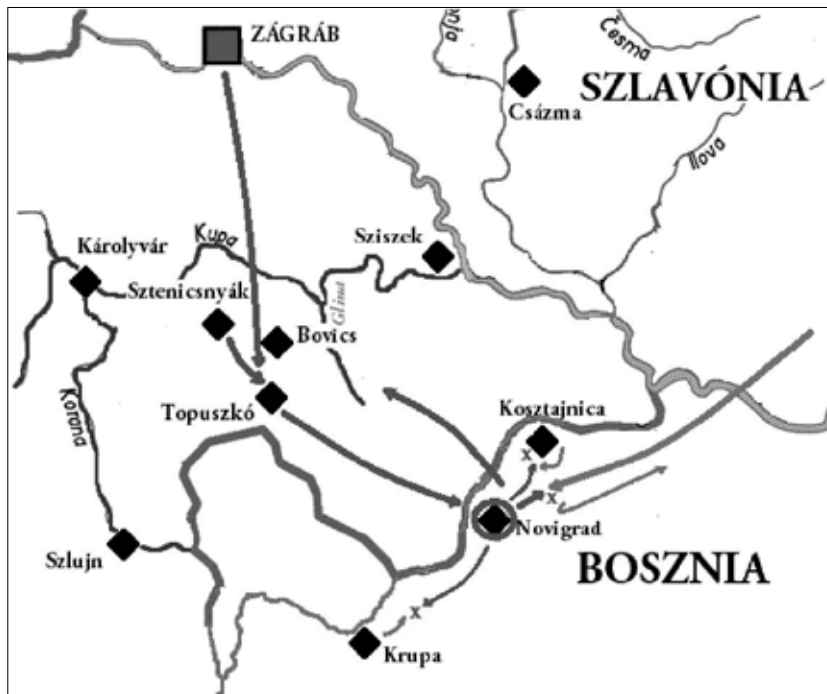 ZÁGRÁB
Česma
SZLAVÓNIA
Csázma
Ilova
Kupa
Károlyvár
Sziszek
Sztenicsnyák
Glina
Bovics
Korana
Topuszkó
Kosztajnica
x
x
Novigrad
Szlujn
BOSZNIA
x
Krupa